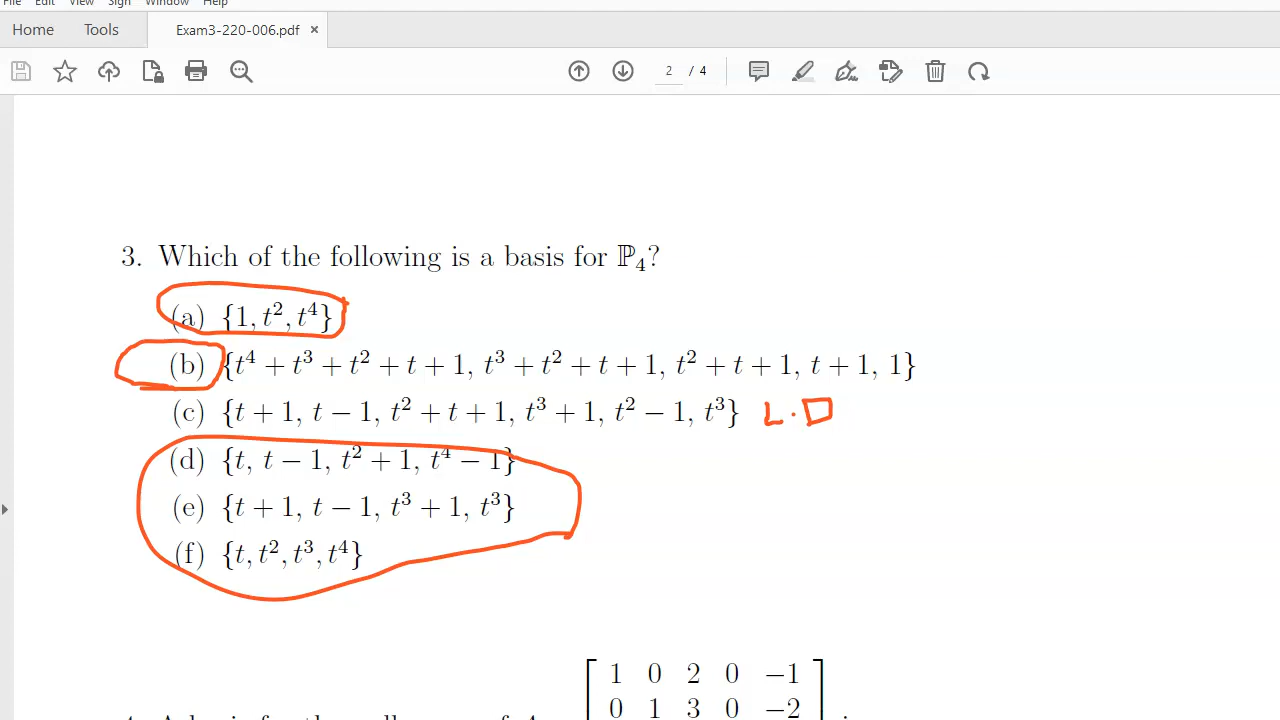 File Edit View Sign Window Help
Home Tools Exam3-220-006.pdf ×
2 / 4
3. Which of the following is a basis for ℙ₄?
(a) {1, t², t⁴}
(b) {t⁴ + t³ + t² + t + 1, t³ + t² + t + 1, t² + t + 1, t + 1, 1}
(c) {t + 1, t − 1, t² + t + 1, t³ + 1, t² − 1, t³} L.D
(d) {t, t − 1, t² + 1, t⁴ − 1}
(e) {t + 1, t − 1, t³ + 1, t³}
(f) {t, t², t³, t⁴}
1 0 2 0 −1
0 1 3 0 −2